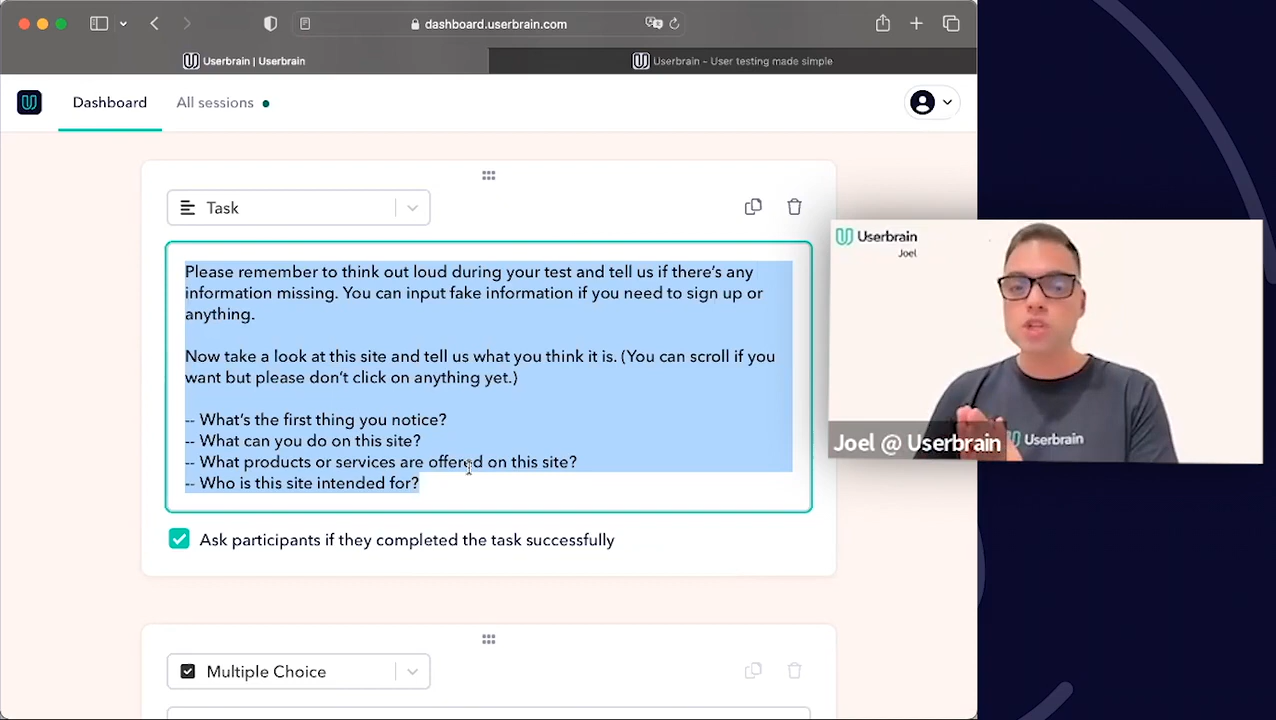 dashboard.userbrain.com
Userbrain | Userbrain
Userbrain – User testing made simple
Dashboard
All sessions
Task
Please remember to think out loud during your test and tell us if there's any
information missing. You can input fake information if you need to sign up or
anything.
Now take a look at this site and tell us what you think it is. (You can scroll if you
want but please don't click on anything yet.)
-- What's the first thing you notice?
-- What can you do on this site?
-- What products or services are offered on this site?
-- Who is this site intended for?
Ask participants if they completed the task successfully
Multiple Choice
Userbrain
Joel
Userbrain
Joel @ Userbrain